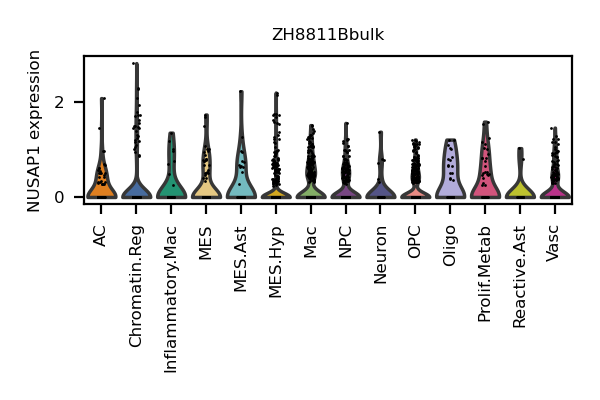 ZH8811Bbulk
NUSAP1 expression
2
0
AC
Chromatin.Reg
Inflammatory.Mac
MES
MES.Ast
MES.Hyp
Mac
NPC
Neuron
OPC
Oligo
Prolif.Metab
Reactive.Ast
Vasc